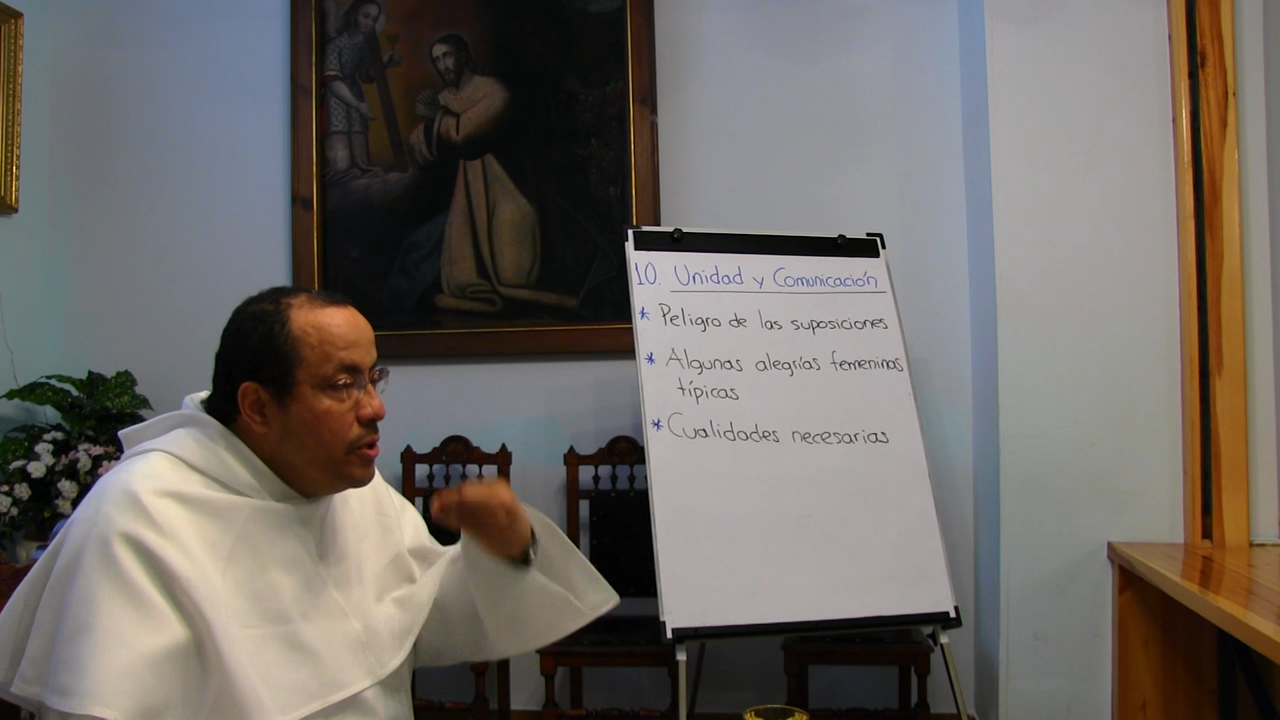 10. Unidad y Comunicación
* Peligro de las suposiciones
* Algunas alegrías femeninas
típicas
* Cualidades necesarias